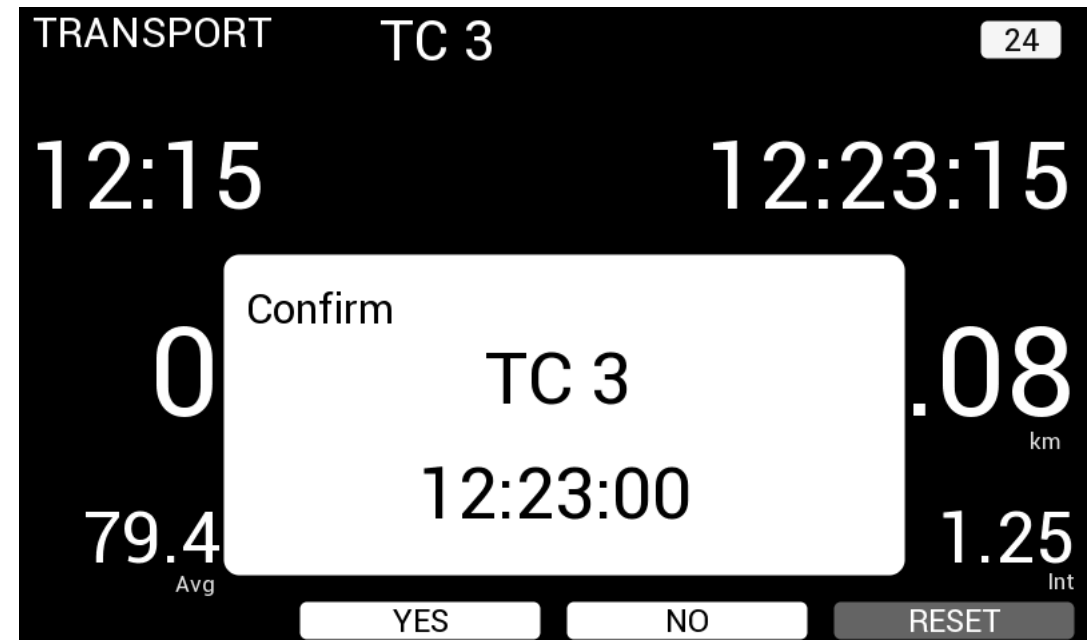 TRANSPORT TC 3 24
12:15 12:23:15
Confirm
0 TC 3 .08
km
12:23:00
79.4 1.25
Avg Int
YES NO RESET